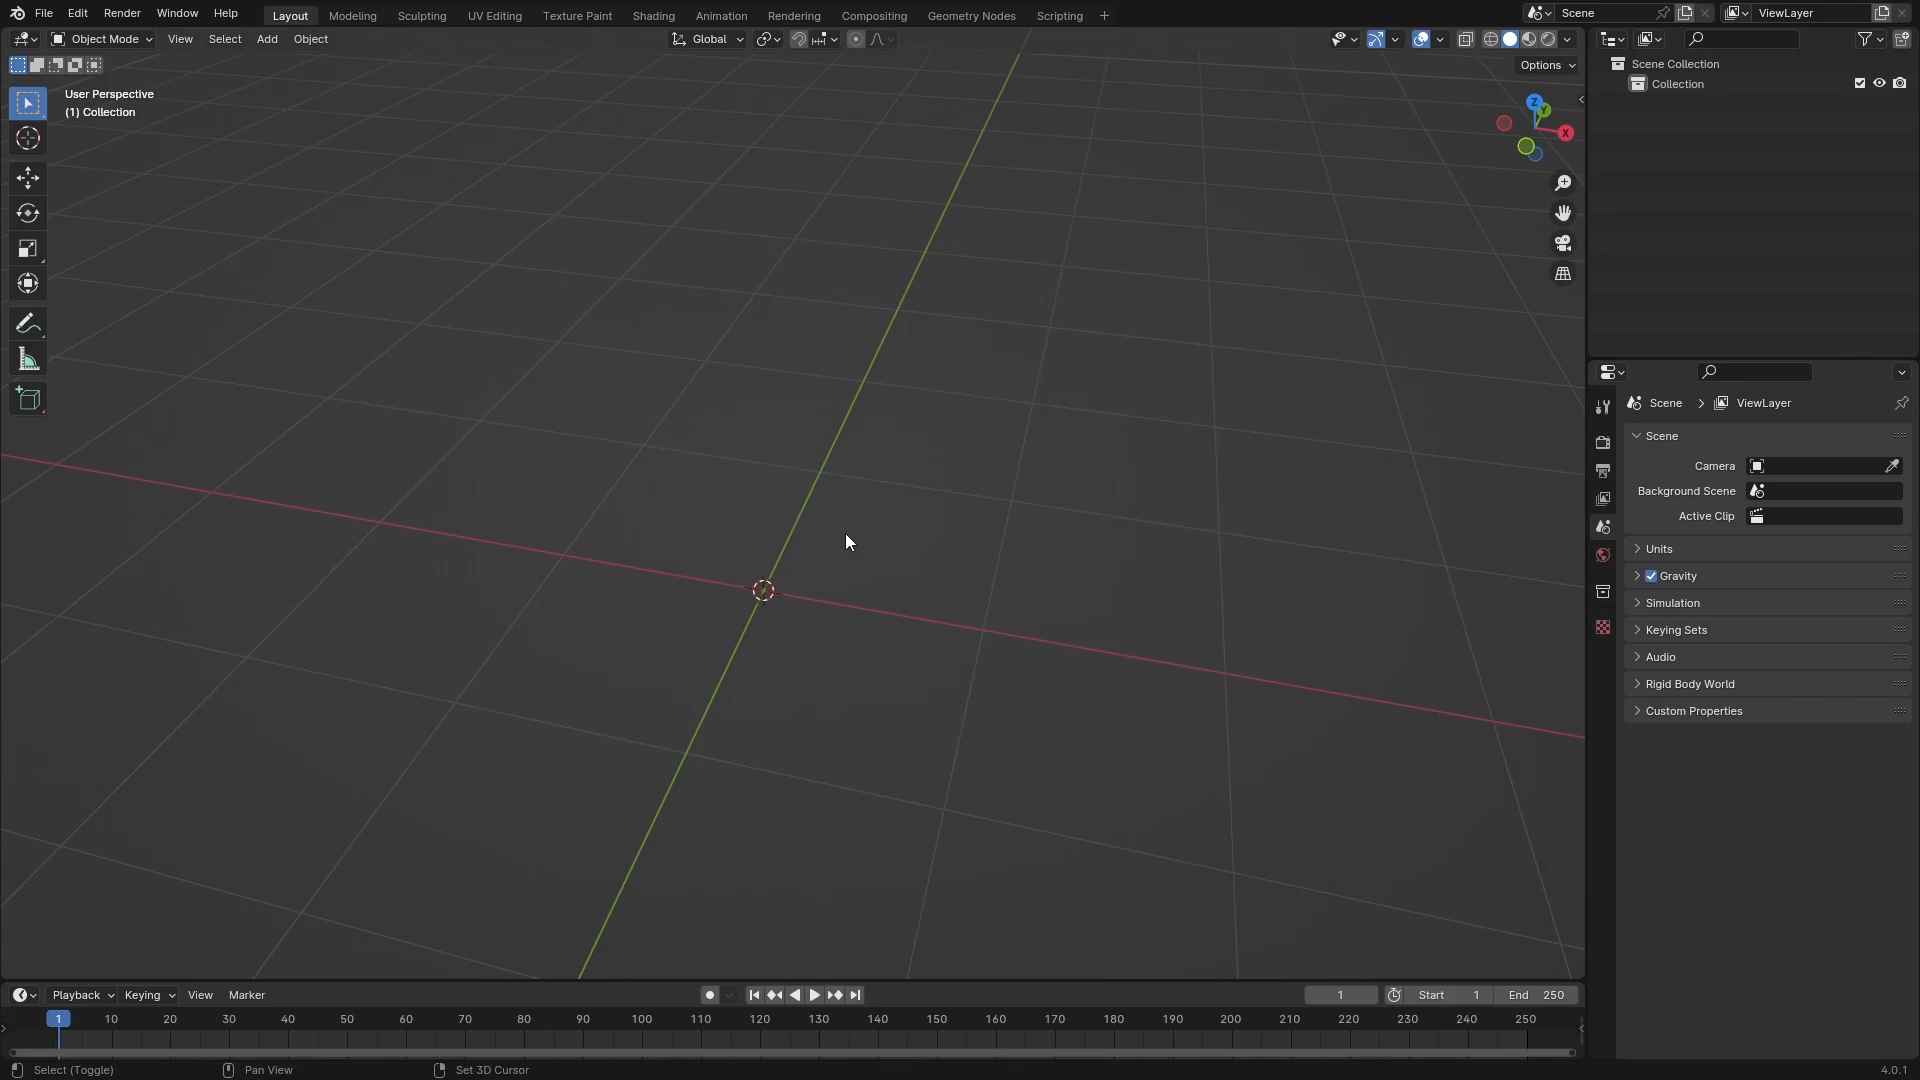 File Edit Render Window Help Layout Modeling Sculpting UV Editing Texture Paint Shading Animation Rendering Compositing Geometry Nodes Scripting + Scene ViewLayer
Object Mode View Select Add Object Global
Options
User Perspective
(1) Collection
Z
Y
X
Scene Collection
Collection
Scene ViewLayer
Scene
Camera
Background Scene
Active Clip
Units
Gravity
Simulation
Keying Sets
Audio
Rigid Body World
Custom Properties
Playback Keying View Marker 1 Start 1 End 250
1 10 20 30 40 50 60 70 80 90 100 110 120 130 140 150 160 170 180 190 200 210 220 230 240 250
Select (Toggle) Pan View Set 3D Cursor 4.0.1